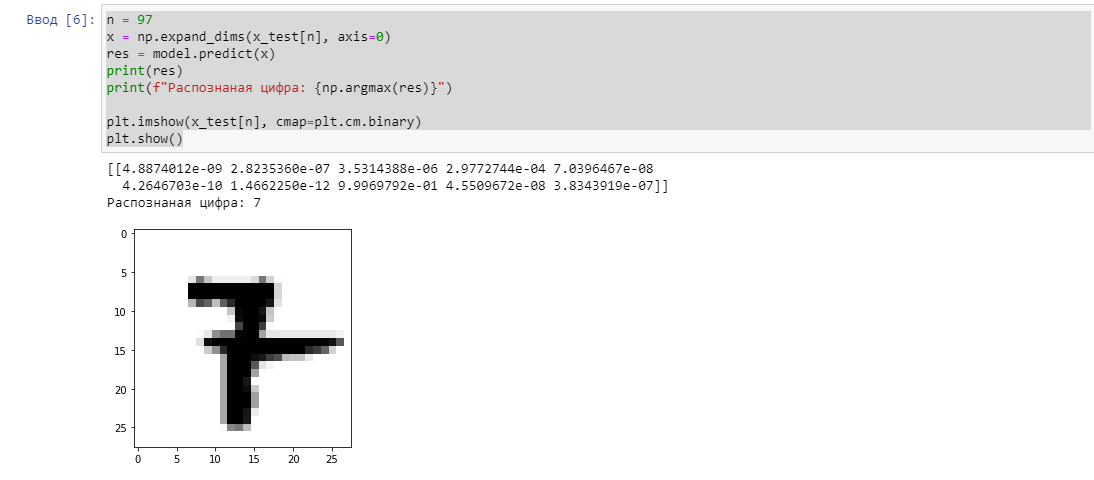 Ввод [6]: n = 97
x = np.expand_dims(x_test[n], axis=0)
res = model.predict(x)
print(res)
print(f"Распознаная цифра: {np.argmax(res)}")
plt.imshow(x_test[n], cmap=plt.cm.binary)
plt.show()
[[4.8874012e-09 2.8235360e-07 3.5314388e-06 2.9772744e-04 7.0396467e-08
4.2646703e-10 1.4662250e-12 9.9969792e-01 4.5509672e-08 3.8343919e-07]]
Распознаная цифра: 7
0
5
10
15
20
25
0 5 10 15 20 25
7